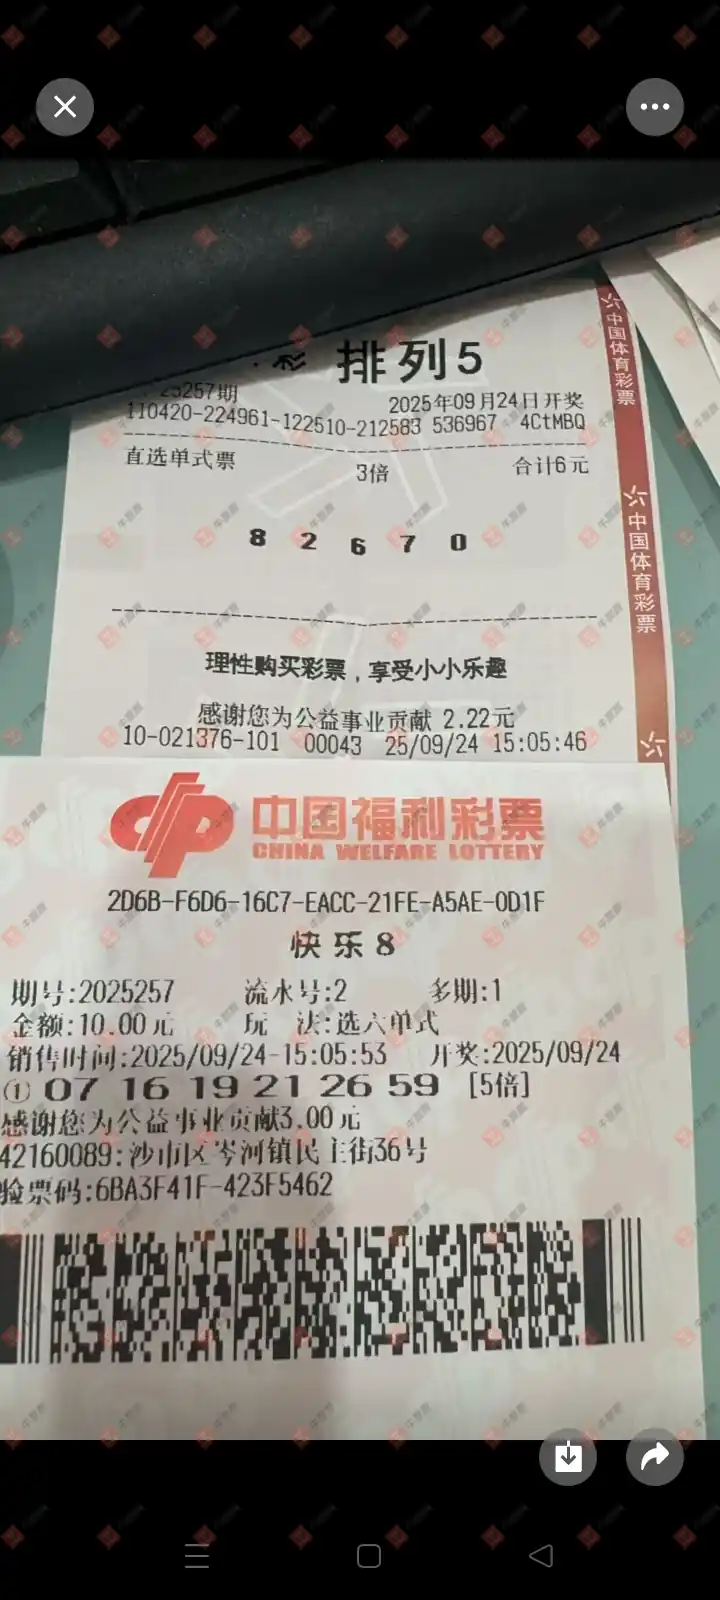 彩 排列5
25257期
2025年09月24日开奖
110420-224961-122510-212583 536967 4CtMBQ
直选单式票 3倍 合计6元
8 2 6 7 0
理性购买彩票，享受小小乐趣
感谢您为公益事业贡献 2.22元
10-021376-101 00043 25/09/24 15:05:46
中国体育彩票
中国体育彩票
中国福利彩票
CHINA WELFARE LOTTERY
2D6B-F6D6-16C7-EACC-21FE-A5AE-0D1F
快乐8
期号:2025257 流水号:2 多期:1
金额:10.00元 玩 法:选六单式
销售时间:2025/09/24-15:05:53 开奖:2025/09/24
① 07 16 19 21 26 59 [5倍]
感谢您为公益事业贡献3.00元
42160089:沙市区岑河镇民主街36号
验票码:6BA3F41F-423F5462